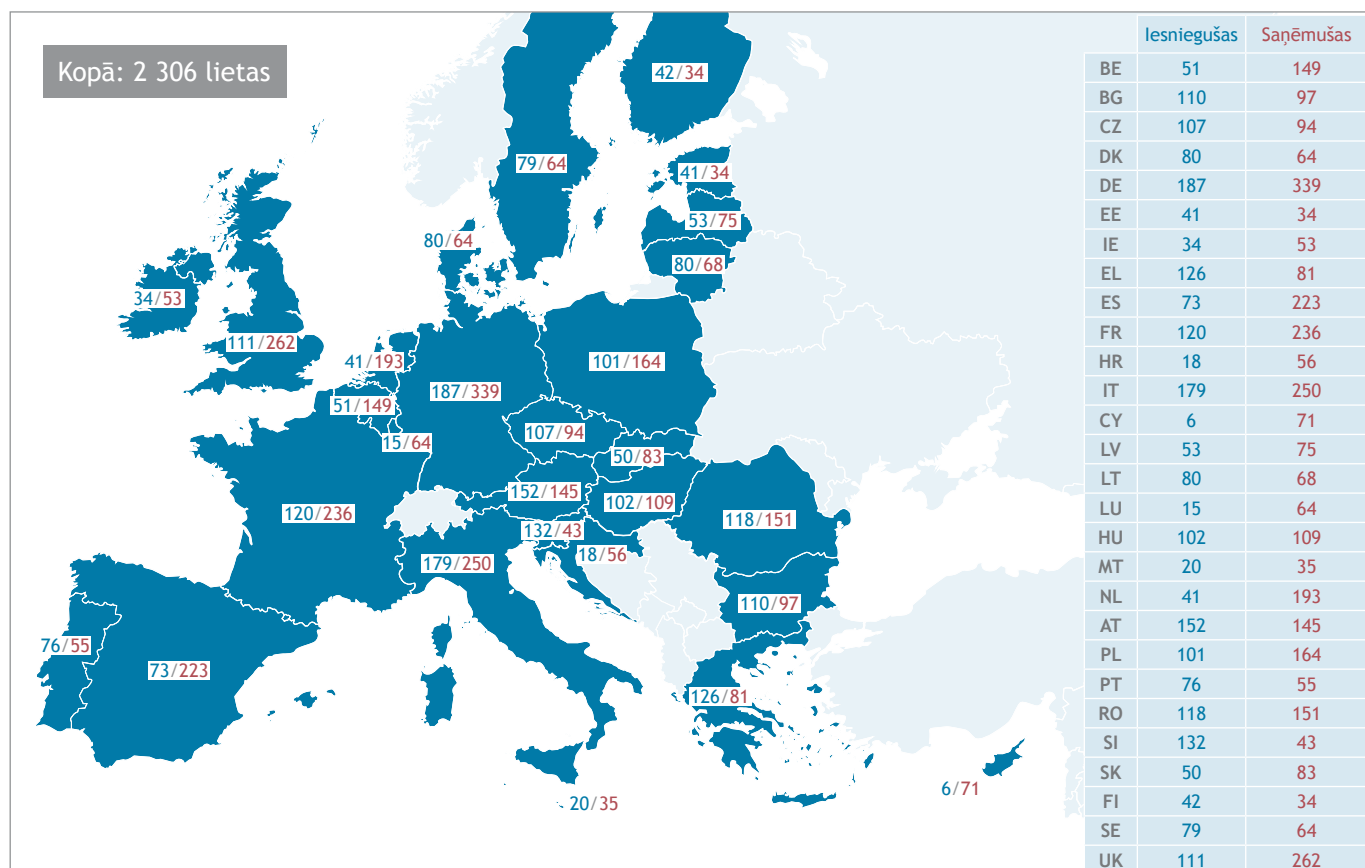 Kopā: 2 306 lietas
42/34
79/64
41/34
53/75
80/64
80/68
34/53
111/262
41/193
101/164
187/339
51/149
107/94
15/64
50/83
152/145
102/109
120/236
118/151
132/43
18/56
179/250
110/97
76/55
73/223
126/81
6/71
20/35
Iesniegušas Saņēmušas
BE 51 149
BG 110 97
CZ 107 94
DK 80 64
DE 187 339
EE 41 34
IE 34 53
EL 126 81
ES 73 223
FR 120 236
HR 18 56
IT 179 250
CY 6 71
LV 53 75
LT 80 68
LU 15 64
HU 102 109
MT 20 35
NL 41 193
AT 152 145
PL 101 164
PT 76 55
RO 118 151
SI 132 43
SK 50 83
FI 42 34
SE 79 64
UK 111 262